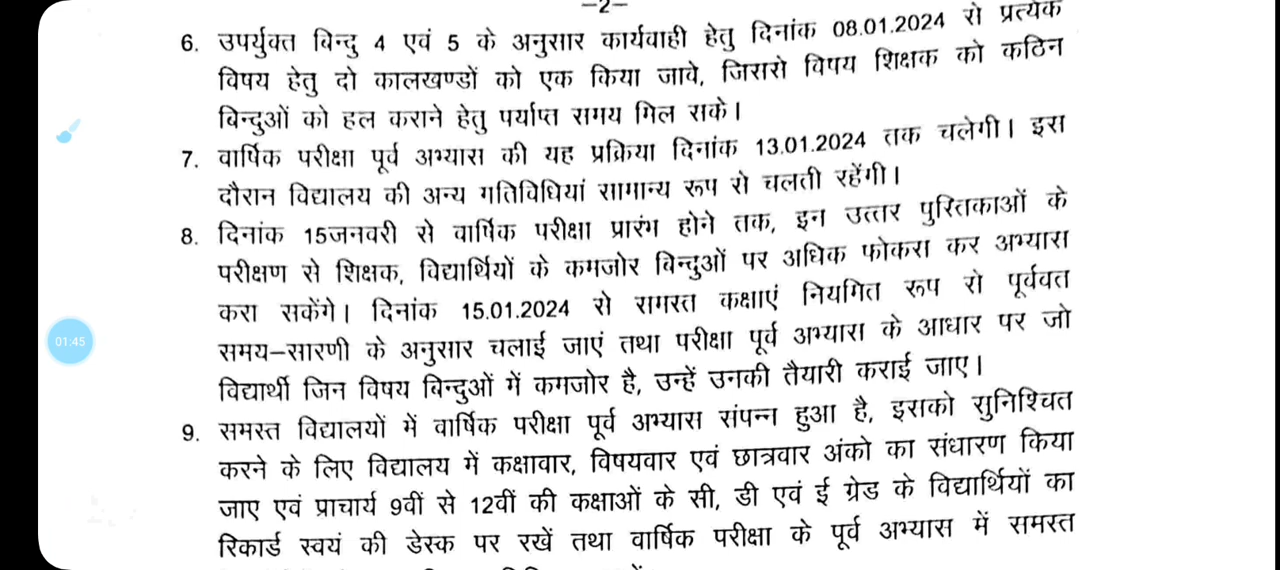 –2–
6. उपर्युक्त बिन्दु 4 एवं 5 के अनुसार कार्यवाही हेतु दिनांक 08.01.2024 से प्रत्येक
विषय हेतु दो कालखण्डों को एक किया जावे, जिससे विषय शिक्षक को कठिन
बिन्दुओं को हल कराने हेतु पर्याप्त समय मिल सके।
7. वार्षिक परीक्षा पूर्व अभ्यास की यह प्रक्रिया दिनांक 13.01.2024 तक चलेगी। इस
दौरान विद्यालय की अन्य गतिविधियां सामान्य रूप से चलती रहेंगी।
8. दिनांक 15जनवरी से वार्षिक परीक्षा प्रारंभ होने तक, इन उत्तर पुस्तिकाओं के
परीक्षण से शिक्षक, विद्यार्थियों के कमजोर बिन्दुओं पर अधिक फोकस कर अभ्यास
करा सकेंगे। दिनांक 15.01.2024 से समस्त कक्षाएं नियमित रूप से पूर्ववत
समय–सारणी के अनुसार चलाई जाएं तथा परीक्षा पूर्व अभ्यास के आधार पर जो
विद्यार्थी जिन विषय बिन्दुओं में कमजोर है, उन्हें उनकी तैयारी कराई जाए।
01:45
9. समस्त विद्यालयों में वार्षिक परीक्षा पूर्व अभ्यास संपन्न हुआ है, इसको सुनिश्चित
करने के लिए विद्यालय में कक्षावार, विषयवार एवं छात्रवार अंको का संधारण किया
जाए एवं प्राचार्य 9वीं से 12वीं की कक्षाओं के सी, डी एवं ई ग्रेड के विद्यार्थियों का
रिकार्ड स्वयं की डेस्क पर रखें तथा वार्षिक परीक्षा के पूर्व अभ्यास में समस्त